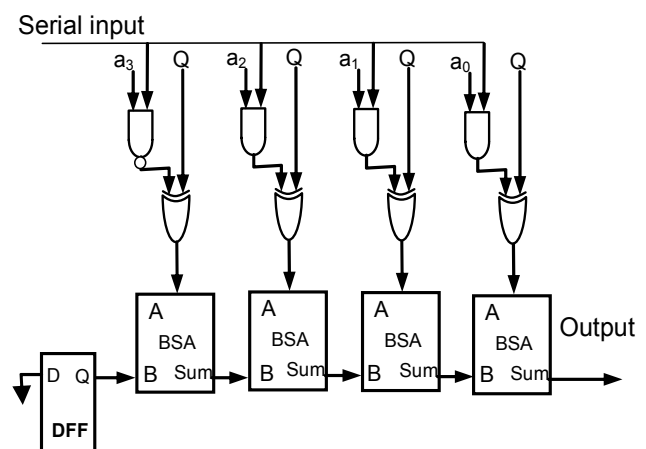 Serial input
a3 Q a2 Q a1 Q a0 Q
A A A A
BSA BSA BSA BSA
Output
B Sum B Sum B Sum B Sum
D Q
DFF